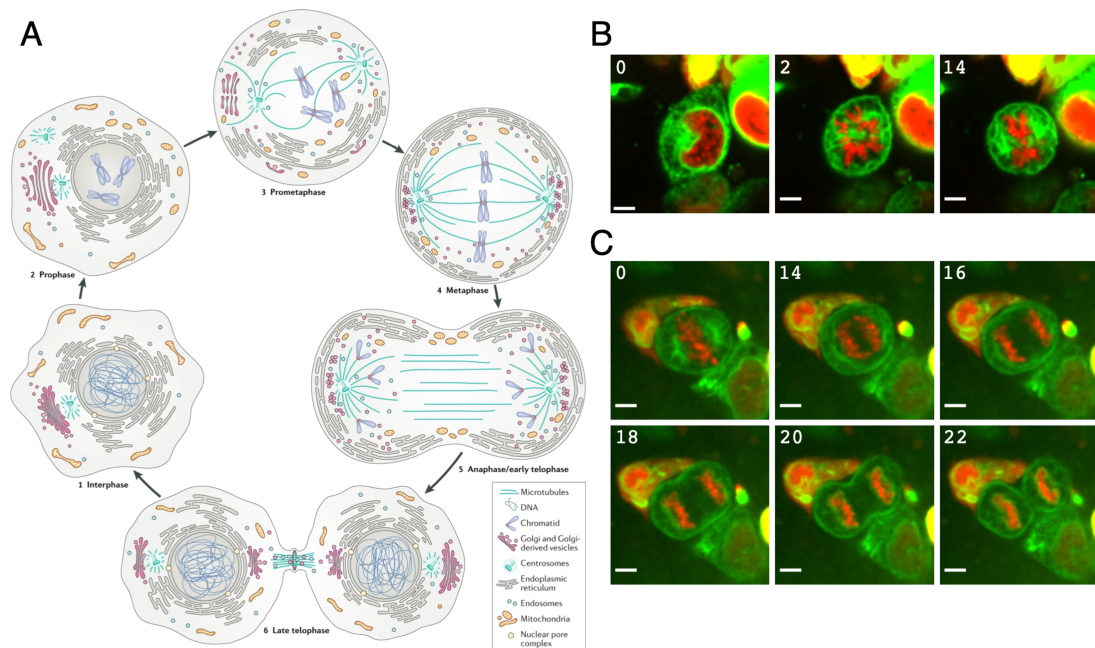 A
3 Prometaphase
2 Prophase
4 Metaphase
1 Interphase
5 Anaphase/early telophase
6 Late telophase
Microtubules
DNA
Chromatid
Golgi and Golgi-
derived vesicles
Centrosomes
Endoplasmic
reticulum
Endosomes
Mitochondria
Nuclear pore
complex
B
0
2
14
C
0
14
16
18
20
22